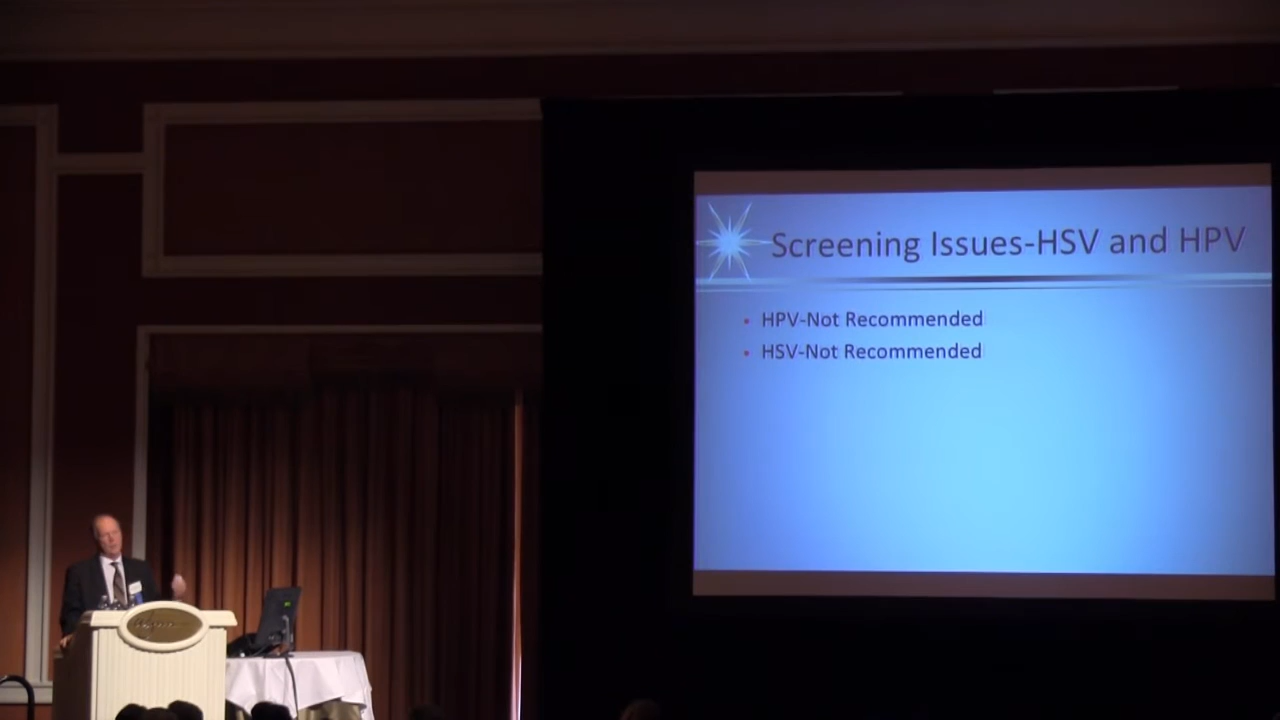 Screening Issues-HSV and HPV
• HPV-Not Recommended
• HSV-Not Recommended